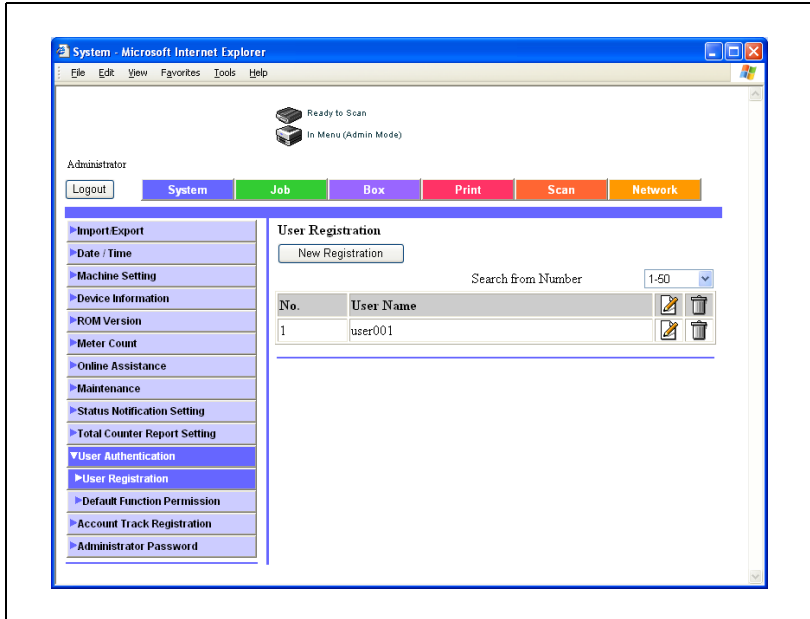 System - Microsoft Internet Explorer
File Edit View Favorites Tools Help
Ready to Scan
In Menu (Admin Mode)
Administrator
Logout System Job Box Print Scan Network
Import/Export
Date / Time
Machine Setting
Device Information
ROM Version
Meter Count
Online Assistance
Maintenance
Status Notification Setting
Total Counter Report Setting
User Authentication
User Registration
Default Function Permission
Account Track Registration
Administrator Password
User Registration
New Registration
Search from Number 1-50
No. User Name
1 user001